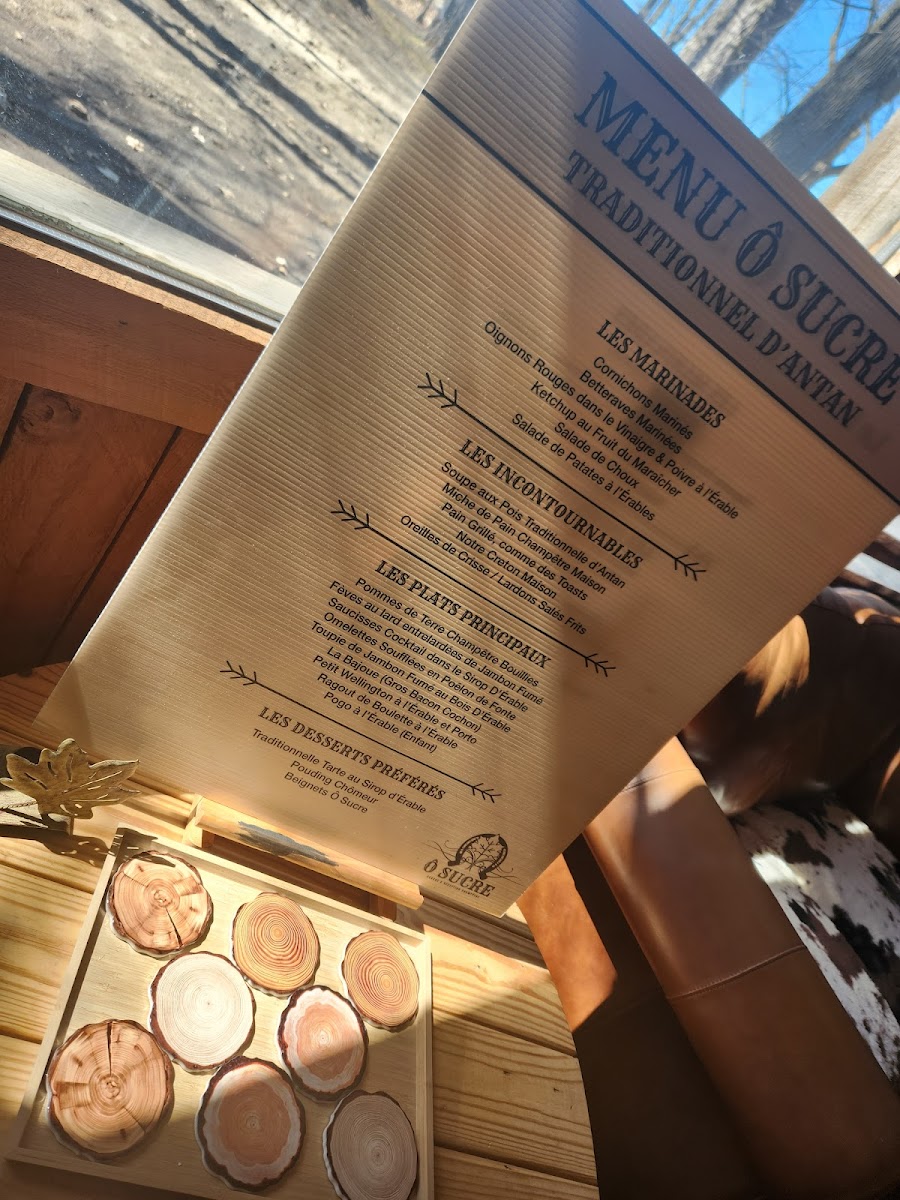 MENU Ô SUCRE
TRADITIONNEL D'ANTAN
LES MARINADES
Cornichons Marinés
Betteraves Marinées
Oignons Rouges dans le Vinaigre & Poivre à l'Érable
Ketchup au Fruit du Maraicher
Salade de Choux
Salade de Patates à l'Érables
LES INCONTOURNABLES
Soupe aux Pois Traditionnelle d'Antan
Miche de Pain Champêtre Maison
Pain Grillé, comme des Toasts
Notre Creton Maison
Oreilles de Crisse / Lardons Salés Frits
LES PLATS PRINCIPAUX
Pommes de Terre Champêtre Bouillies
Fèves au lard entrelardées de Jambon Fumé
Saucisses Cocktail dans le Sirop D'Érable
Omelettes Soufflées en Poëlon de Fonte
Toupie de Jambon Fumé au Bois D'Érable
La Bajoue (Gros Bacon Cochon)
Petit Wellington à l'Érable et Porto
Ragout de Boulette à l'Érable
Pogo à l'Érable (Enfant)
LES DESSERTS PRÉFÉRÉS
Traditionnelle Tarte au Sirop d'Érable
Pouding Chômeur
Beignets Ô Sucre
Ô SUCRE